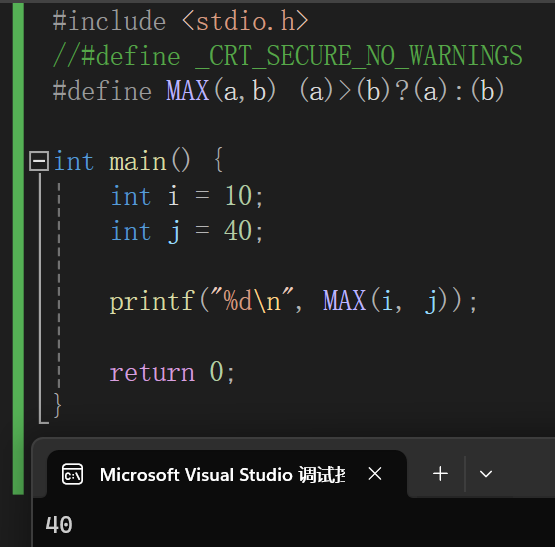 #include <stdio.h>
//#define _CRT_SECURE_NO_WARNINGS
#define MAX(a,b) (a)>(b)?(a):(b)
int main() {
int i = 10;
int j = 40;
printf("%d\n", MAX(i, j));
return 0;
}
Microsoft Visual Studio 调试
40